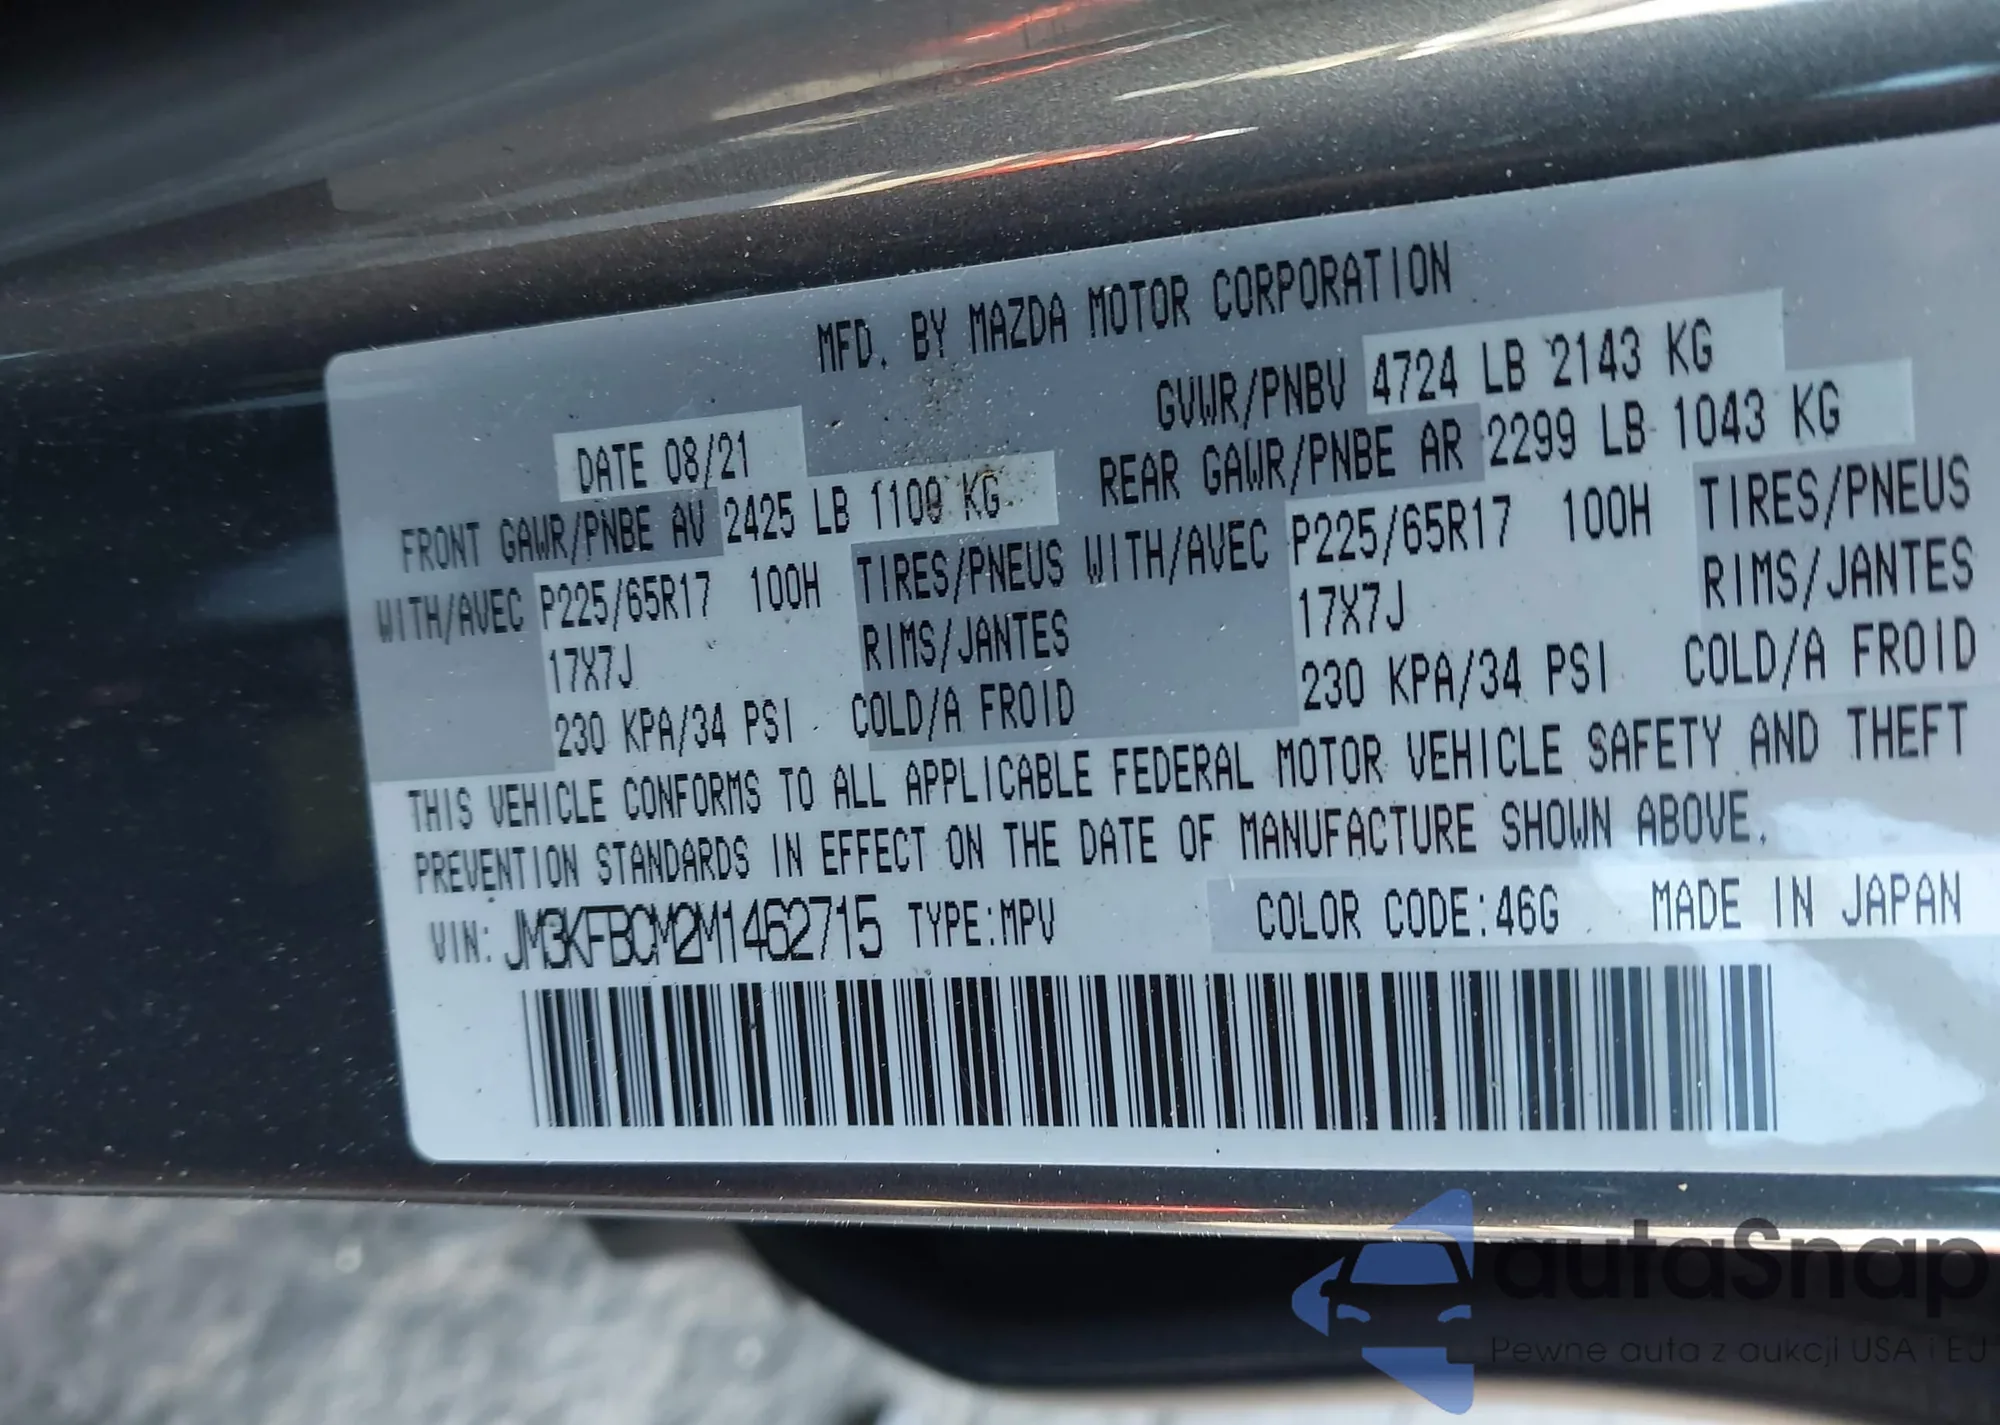 MFD. BY MAZDA MOTOR CORPORATION
DATE 08/21 GVWR/PNBV 4724 LB 2143 KG
FRONT GAWR/PNBE AV 2425 LB 1100 KG REAR GAWR/PNBE AR 2299 LB 1043 KG
WITH/AVEC P225/65R17 100H TIRES/PNEUS WITH/AVEC P225/65R17 100H TIRES/PNEUS
17X7J RIMS/JANTES 17X7J RIMS/JANTES
230 KPA/34 PSI COLD/A FROID 230 KPA/34 PSI COLD/A FROID
THIS VEHICLE CONFORMS TO ALL APPLICABLE FEDERAL MOTOR VEHICLE SAFETY AND THEFT
PREVENTION STANDARDS IN EFFECT ON THE DATE OF MANUFACTURE SHOWN ABOVE.
VIN: JM3KFBCM2M1462715 TYPE:MPV COLOR CODE:46G MADE IN JAPAN
autaSnap
Pewne auta z aukcji USA i EU